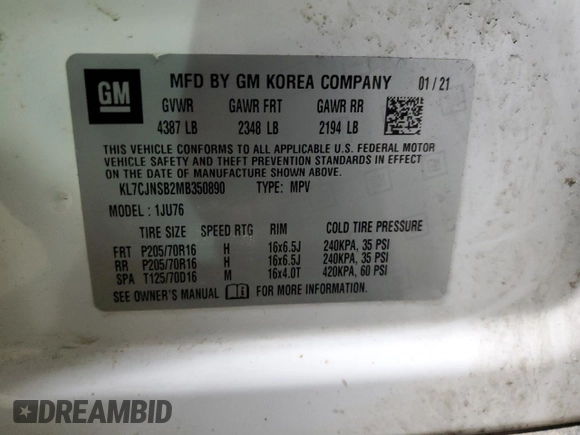 GM
MFD BY GM KOREA COMPANY 01 / 21
GVWR GAWR FRT GAWR RR
4387 LB 2348 LB 2194 LB
THIS VEHICLE CONFORMS TO ALL APPLICABLE U.S. FEDERAL MOTOR
VEHICLE SAFETY AND THEFT PREVENTION STANDARDS IN EFFECT ON
THE DATE OF MANUFACTURE SHOWN ABOVE.
KL7CJNSB2MB350890 TYPE: MPV
MODEL : 1JU76
TIRE SIZE SPEED RTG RIM COLD TIRE PRESSURE
FRT P205/70R16 H 16x6.5J 240KPA, 35 PSI
RR P205/70R16 H 16x6.5J 240KPA, 35 PSI
SPA T125/70D16 M 16x4.0T 420KPA, 60 PSI
SEE OWNER'S MANUAL FOR MORE INFORMATION.
DREAMBID